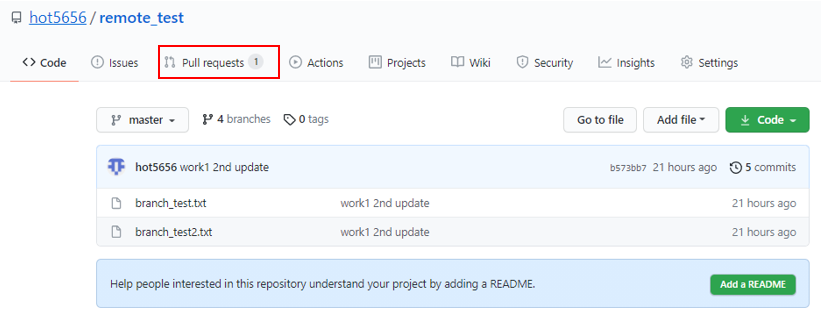 hot5656 / remote_test
Code Issues Pull requests 1 Actions Projects Wiki Security Insights Settings
master 4 branches 0 tags Go to file Add file Code
hot5656 work1 2nd update b573bb7 21 hours ago 5 commits
branch_test.txt work1 2nd update 21 hours ago
branch_test2.txt work1 2nd update 21 hours ago
Help people interested in this repository understand your project by adding a README. Add a README